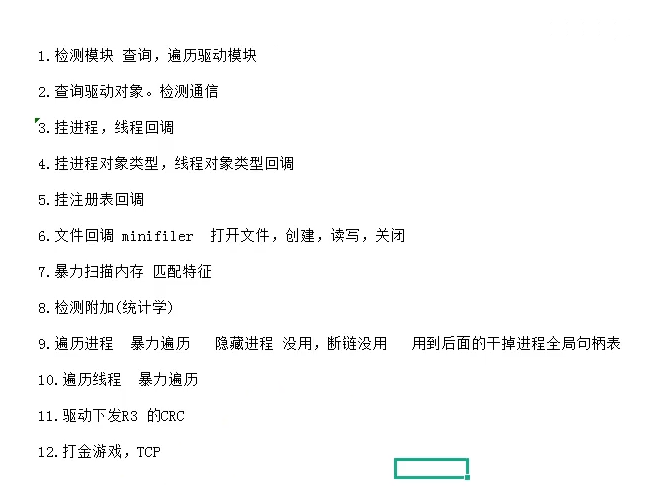 1.检测模块 查询，遍历驱动模块
2.查询驱动对象。检测通信
3.挂进程，线程回调
4.挂进程对象类型，线程对象类型回调
5.挂注册表回调
6.文件回调 minifiler  打开文件，创建，读写，关闭
7.暴力扫描内存 匹配特征
8.检测附加(统计学)
9.遍历进程  暴力遍历   隐藏进程 没用，断链没用   用到后面的干掉进程全局句柄表
10.遍历线程  暴力遍历
11.驱动下发R3 的CRC
12.打金游戏，TCP